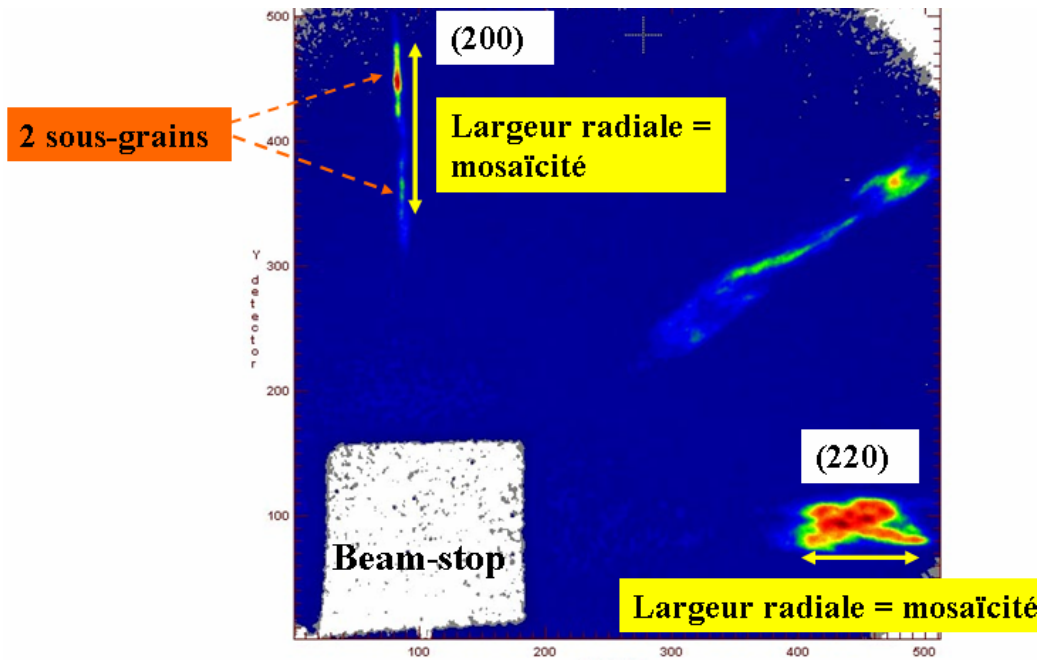 500
(200)
2 sous-grains
400
Largeur radiale =
mosaïcité
300
Y detector
200
(220)
100
Beam-stop
Largeur radiale = mosaïcité
100
200
300
400
500